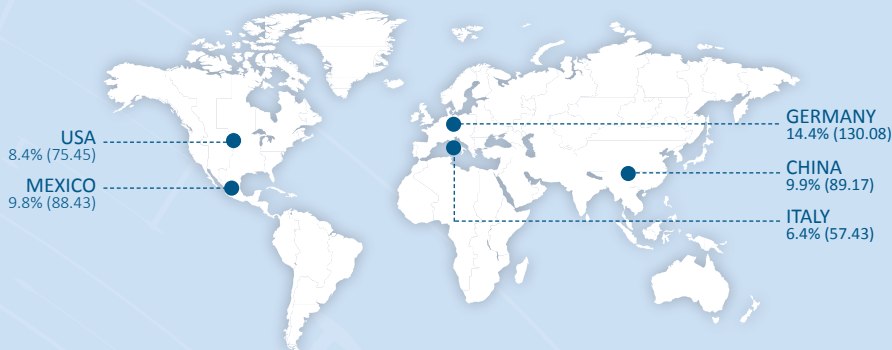 USA
8.4% (75.45)
MEXICO
9.8% (88.43)
GERMANY
14.4% (130.08)
CHINA
9.9% (89.17)
ITALY
6.4% (57.43)